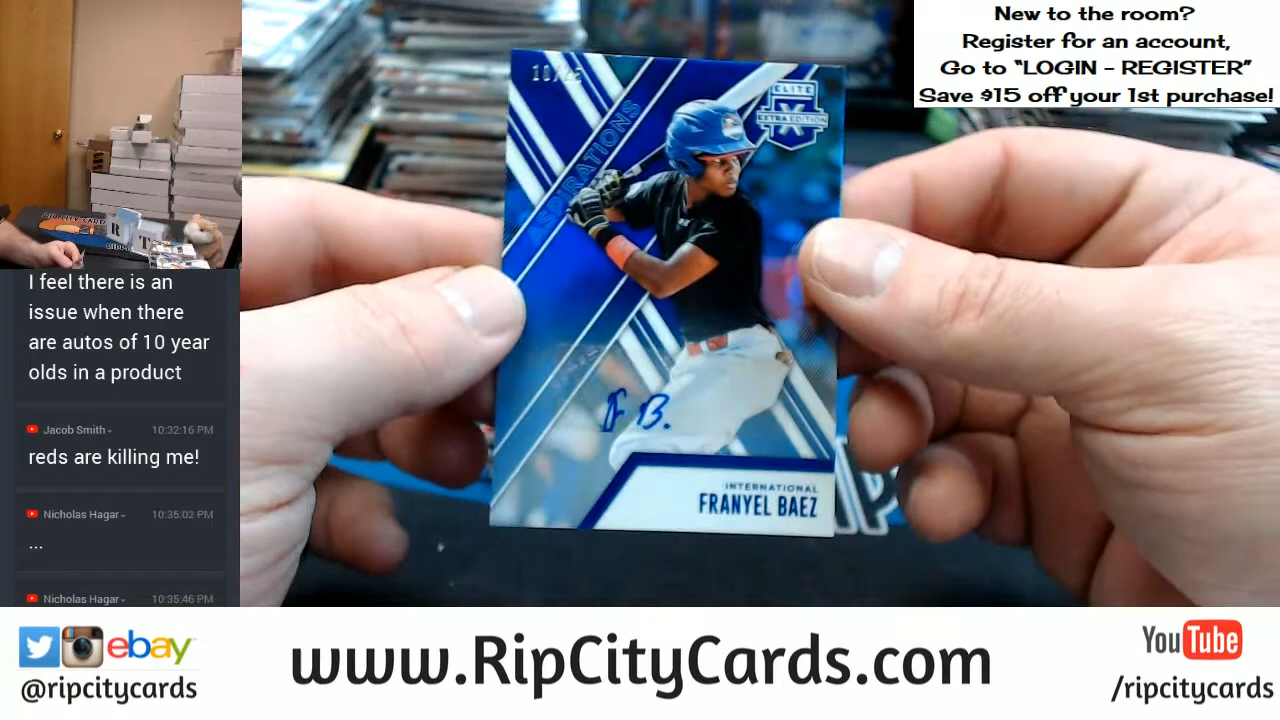 New to the room?
Register for an account,
Go to "LOGIN - REGISTER"
Save $15 off your 1st purchase!
ASPIRATIONS
ELITE
X
EXTRA EDITION
F B.
INTERNATIONAL
FRANYEL BAEZ
R
T
I feel there is an
issue when there
are autos of 10 year
olds in a product
Jacob Smith
10:32:16 PM
reds are killing me!
Nicholas Hagar
10:35:02 PM
...
Nicholas Hagar
10:35:46 PM
ebay
@ripcitycards
www.RipCityCards.com
YouTube
/ripcitycards